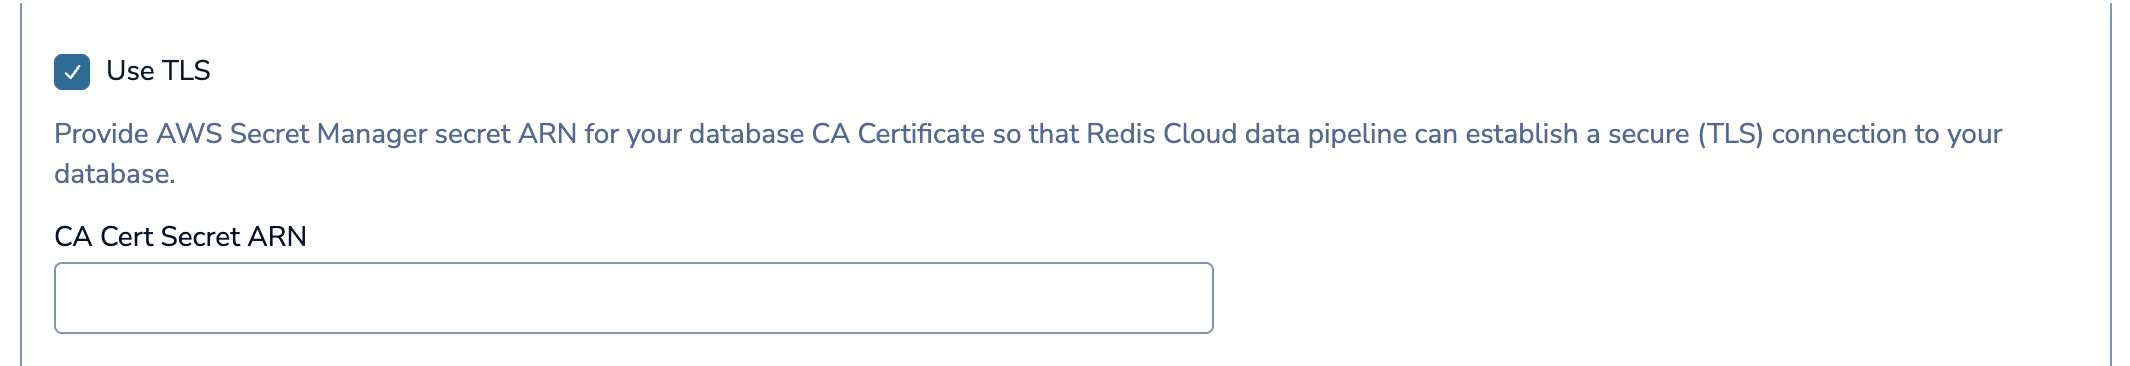 Use TLS
Provide AWS Secret Manager secret ARN for your database CA Certificate so that Redis Cloud data pipeline can establish a secure (TLS) connection to your
database.
CA Cert Secret ARN